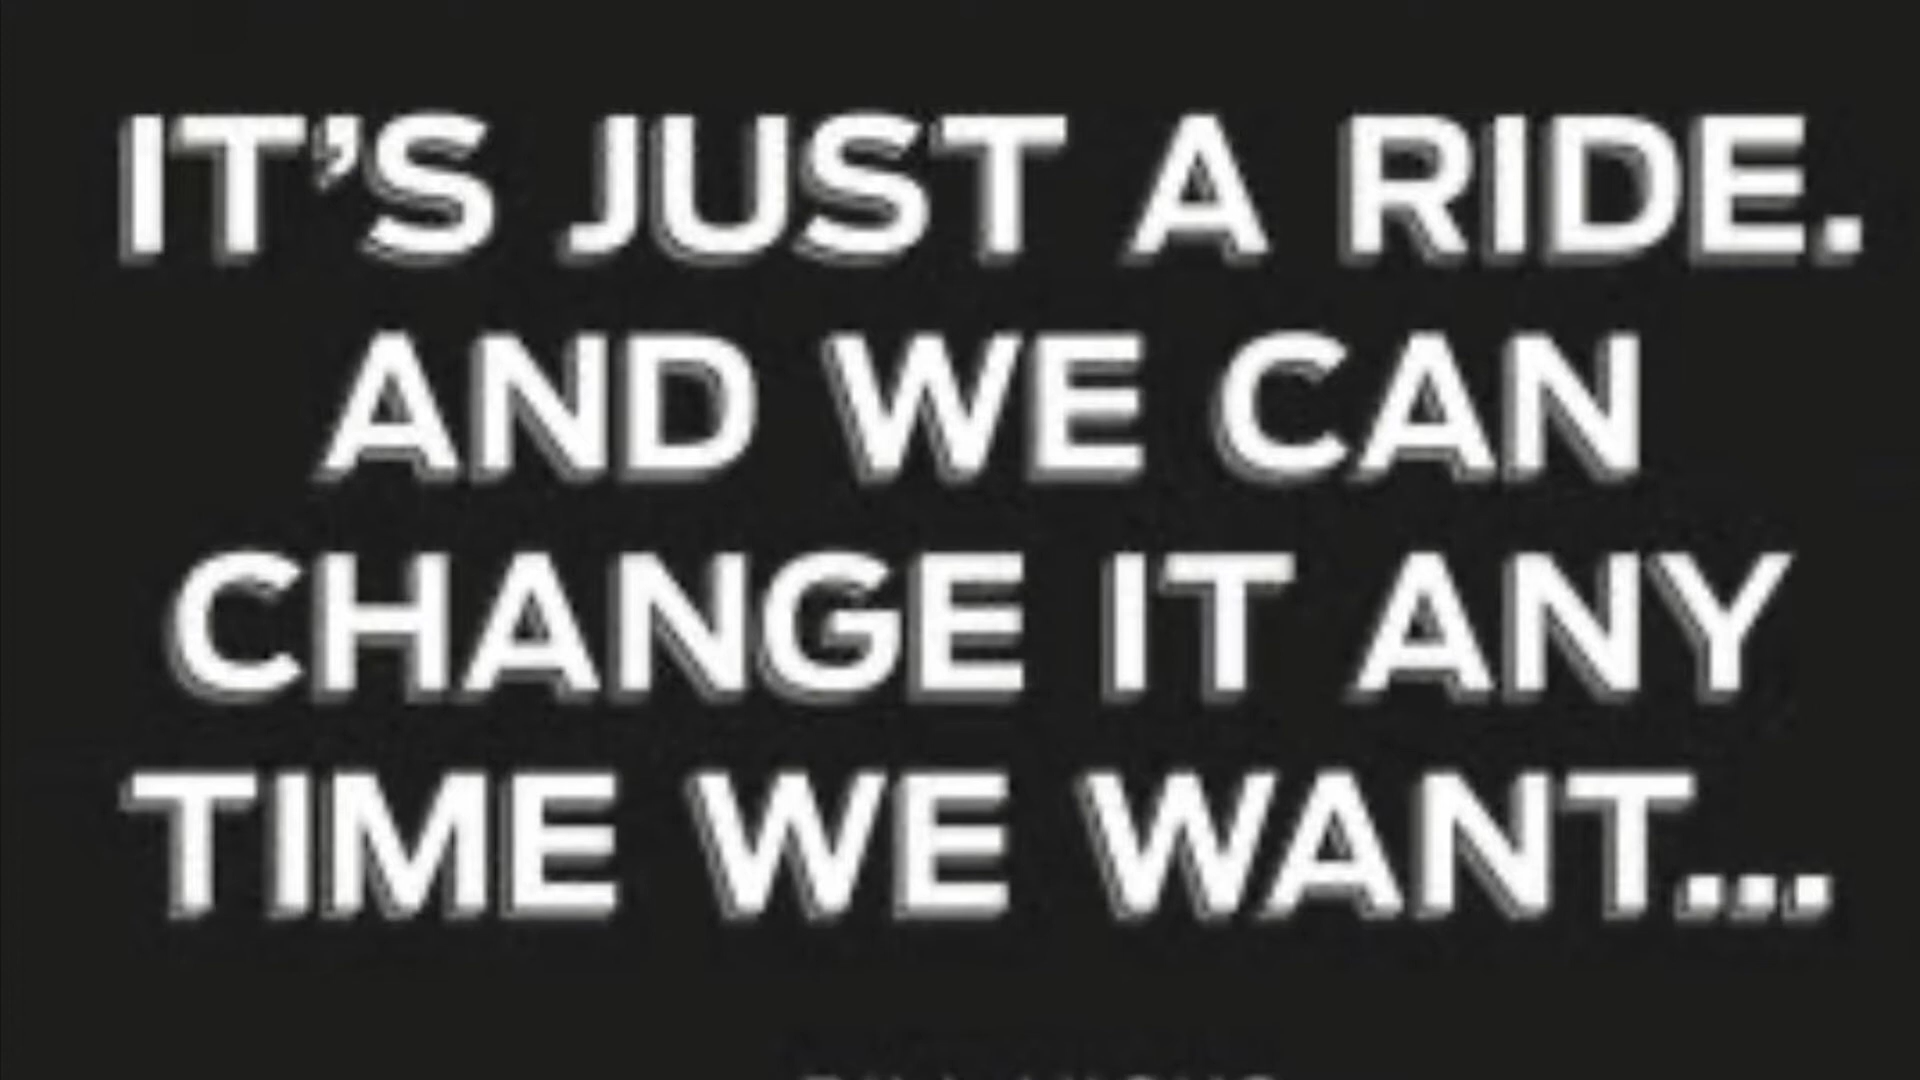 IT’S JUST A RIDE.
AND WE CAN
CHANGE IT ANY
TIME WE WANT...